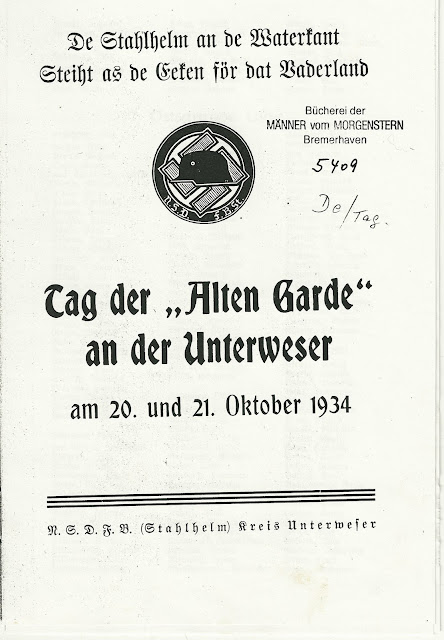 De Stahlhelm an de Waterkant
Steiht as de Eeken för dat Vaderland
Bücherei der
MÄNNER vom MORGENSTERN
Bremerhaven
5409
De/Tag.
N.S.D. F.B.St.
Tag der „Alten Garde“
an der Unterweser
am 20. und 21. Oktober 1934
N. S. D. F. B. (Stahlhelm) Kreis Unterweser